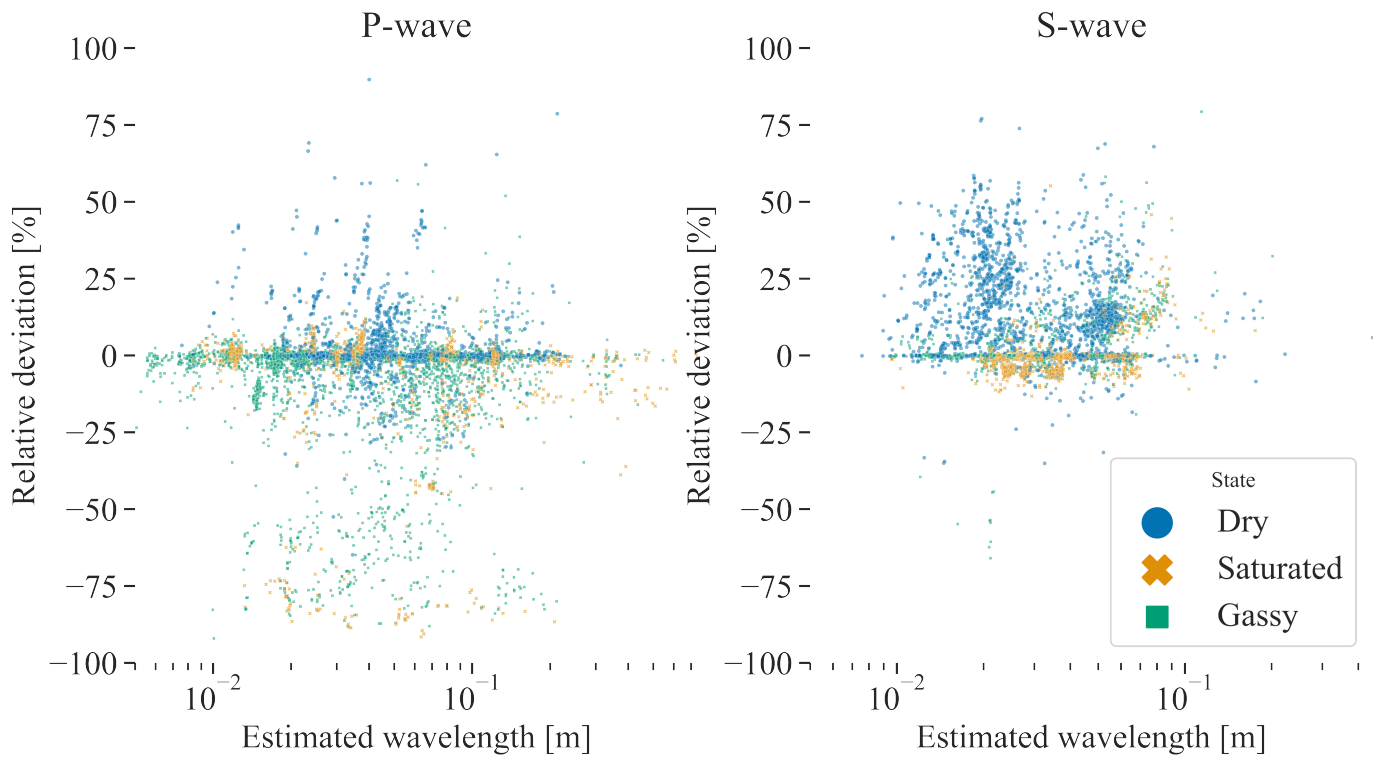 P-wave
S-wave
100
75
50
25
0
−25
−50
−75
−100
Relative deviation [%]
10⁻²
10⁻¹
Estimated wavelength [m]
100
75
50
25
0
−25
−50
−75
−100
Relative deviation [%]
10⁻²
10⁻¹
Estimated wavelength [m]
State
Dry
Saturated
Gassy